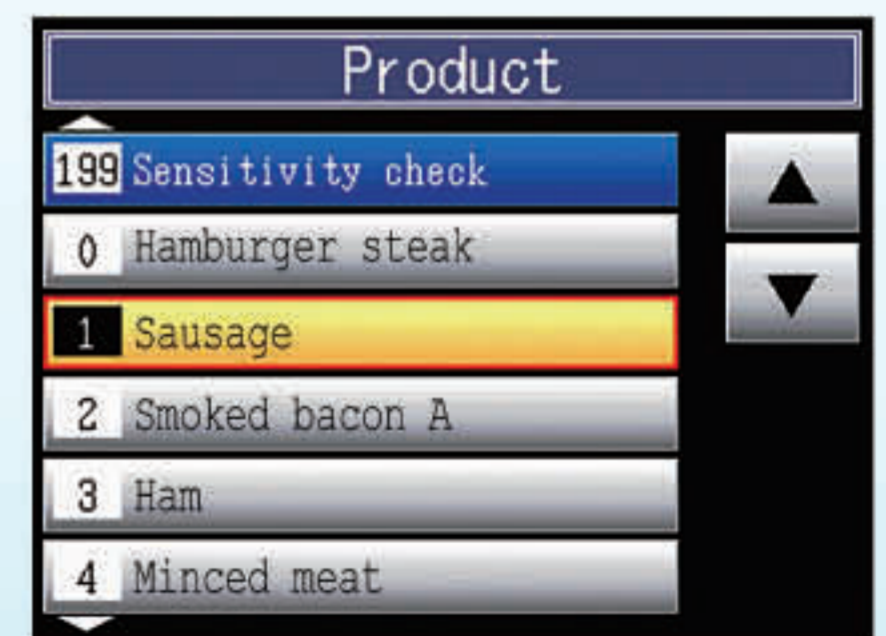 Product
199 Sensitivity check
0 Hamburger steak
1 Sausage
2 Smoked bacon A
3 Ham
4 Minced meat